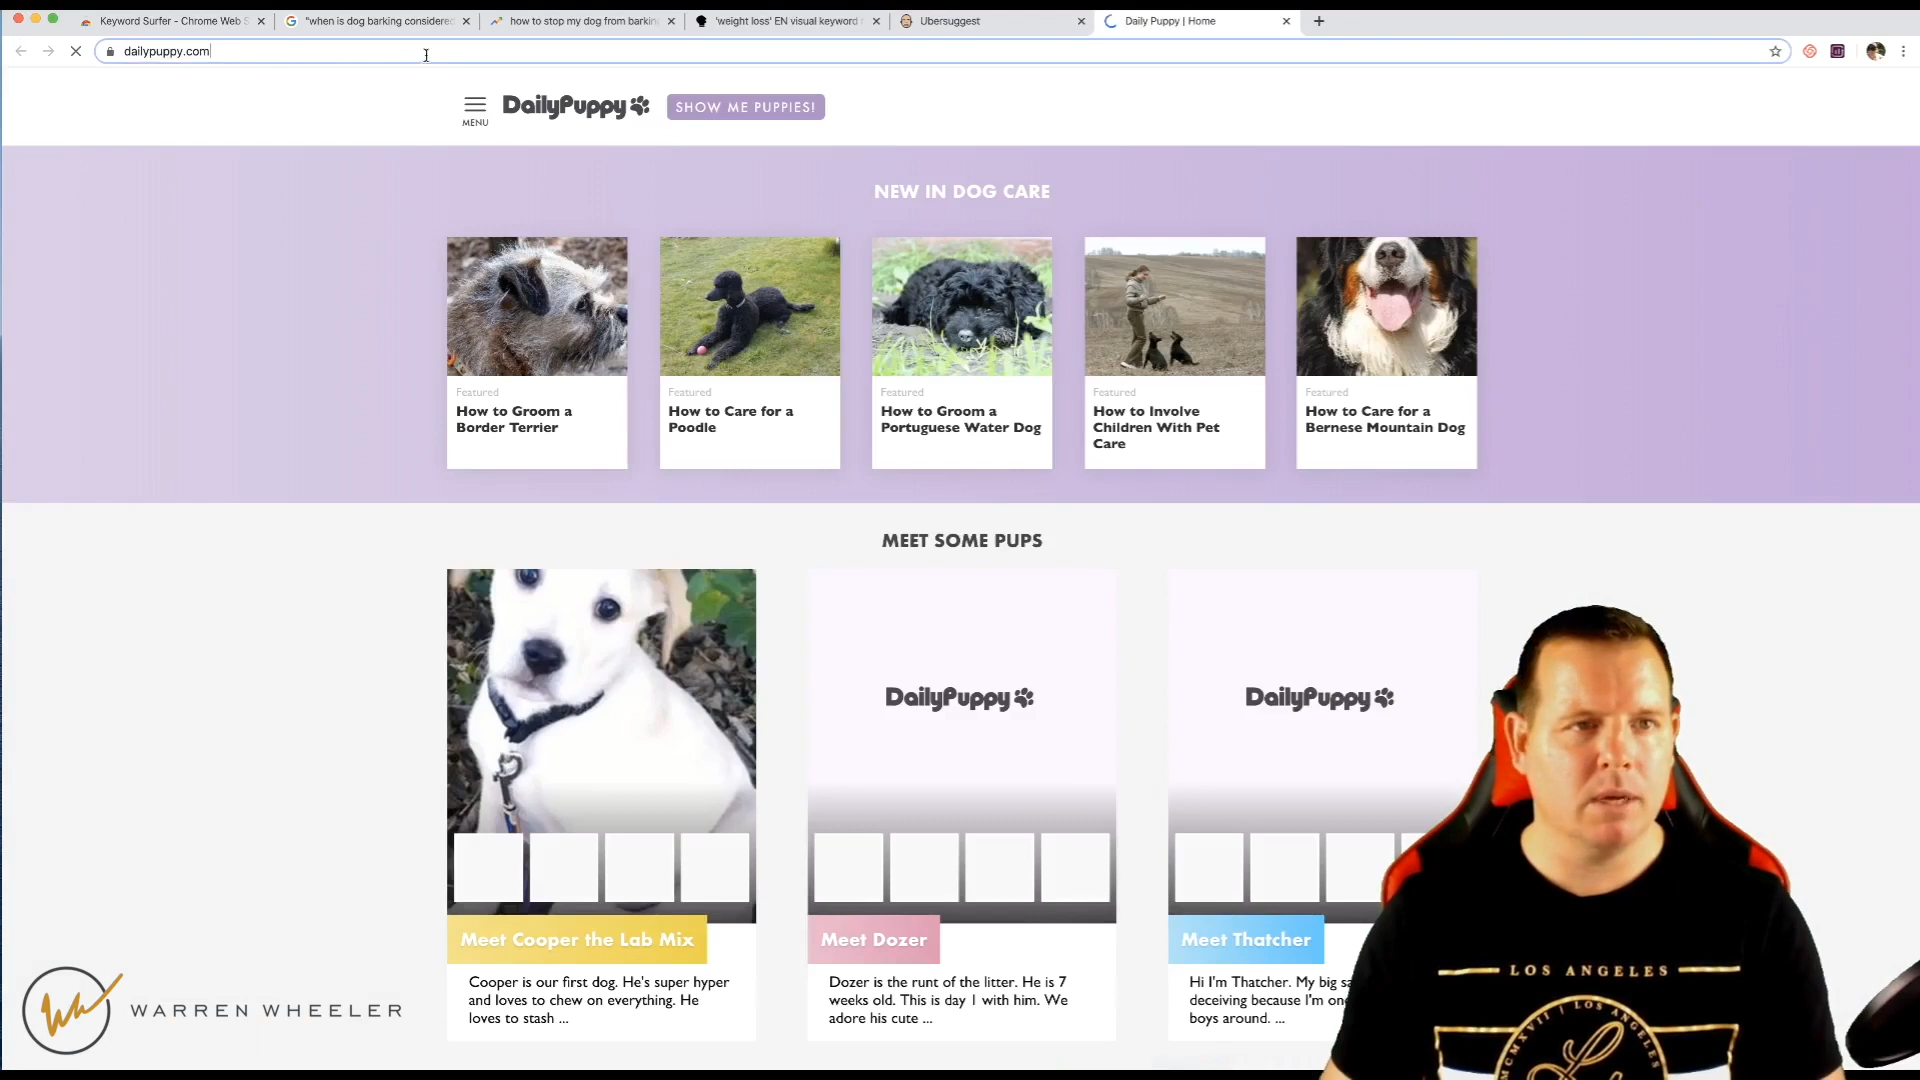 Keyword Surfer - Chrome Web S
"when is dog barking considered
how to stop my dog from barkin
'weight loss' EN visual keyword r
Ubersuggest
Daily Puppy | Home
dailypuppy.com
MENU
DailyPuppy
SHOW ME PUPPIES!
NEW IN DOG CARE
Featured
How to Groom a
Border Terrier
Featured
How to Care for a
Poodle
Featured
How to Groom a
Portuguese Water Dog
Featured
How to Involve
Children With Pet
Care
Featured
How to Care for a
Bernese Mountain Dog
MEET SOME PUPS
DailyPuppy
DailyPuppy
Meet Cooper the Lab Mix
Cooper is our first dog. He's super hyper
and loves to chew on everything. He
loves to stash ...
Meet Dozer
Dozer is the runt of the litter. He is 7
weeks old. This is day 1 with him. We
adore his cute ...
Meet Thatcher
Hi I'm Thatcher. My big sa
deceiving because I'm one
boys around. ...
WARREN WHEELER
LOS ANGELES
MCMXVII | LOS ANGELES